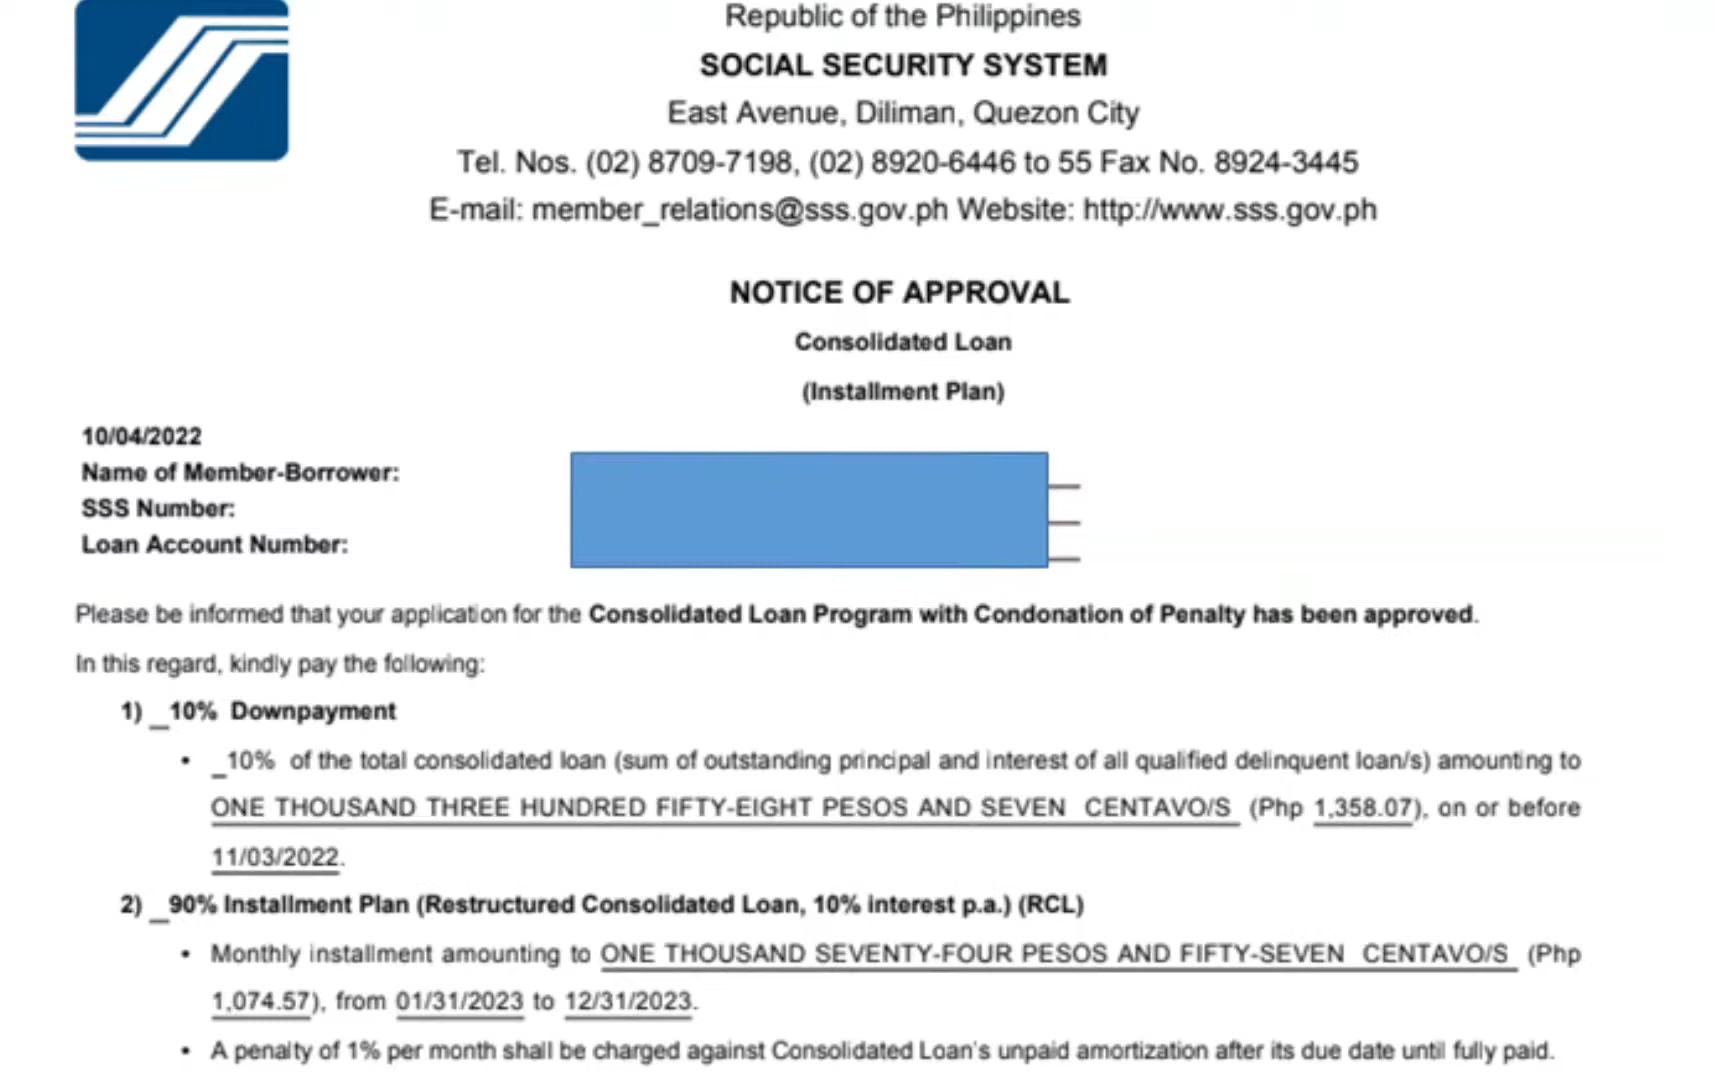 Republic of the Philippines
SOCIAL SECURITY SYSTEM
East Avenue, Diliman, Quezon City
Tel. Nos. (02) 8709-7198, (02) 8920-6446 to 55 Fax No. 8924-3445
E-mail: member_relations@sss.gov.ph Website: http://www.sss.gov.ph
NOTICE OF APPROVAL
Consolidated Loan
(Installment Plan)
10/04/2022
Name of Member-Borrower:
SSS Number:
Loan Account Number:
Please be informed that your application for the Consolidated Loan Program with Condonation of Penalty has been approved.
In this regard, kindly pay the following:
1) _10% Downpayment
• _10% of the total consolidated loan (sum of outstanding principal and interest of all qualified delinquent loan/s) amounting to
ONE THOUSAND THREE HUNDRED FIFTY-EIGHT PESOS AND SEVEN CENTAVO/S (Php 1,358.07), on or before
11/03/2022.
2) _90% Installment Plan (Restructured Consolidated Loan, 10% interest p.a.) (RCL)
• Monthly installment amounting to ONE THOUSAND SEVENTY-FOUR PESOS AND FIFTY-SEVEN CENTAVO/S (Php
1,074.57), from 01/31/2023 to 12/31/2023.
• A penalty of 1% per month shall be charged against Consolidated Loan's unpaid amortization after its due date until fully paid.